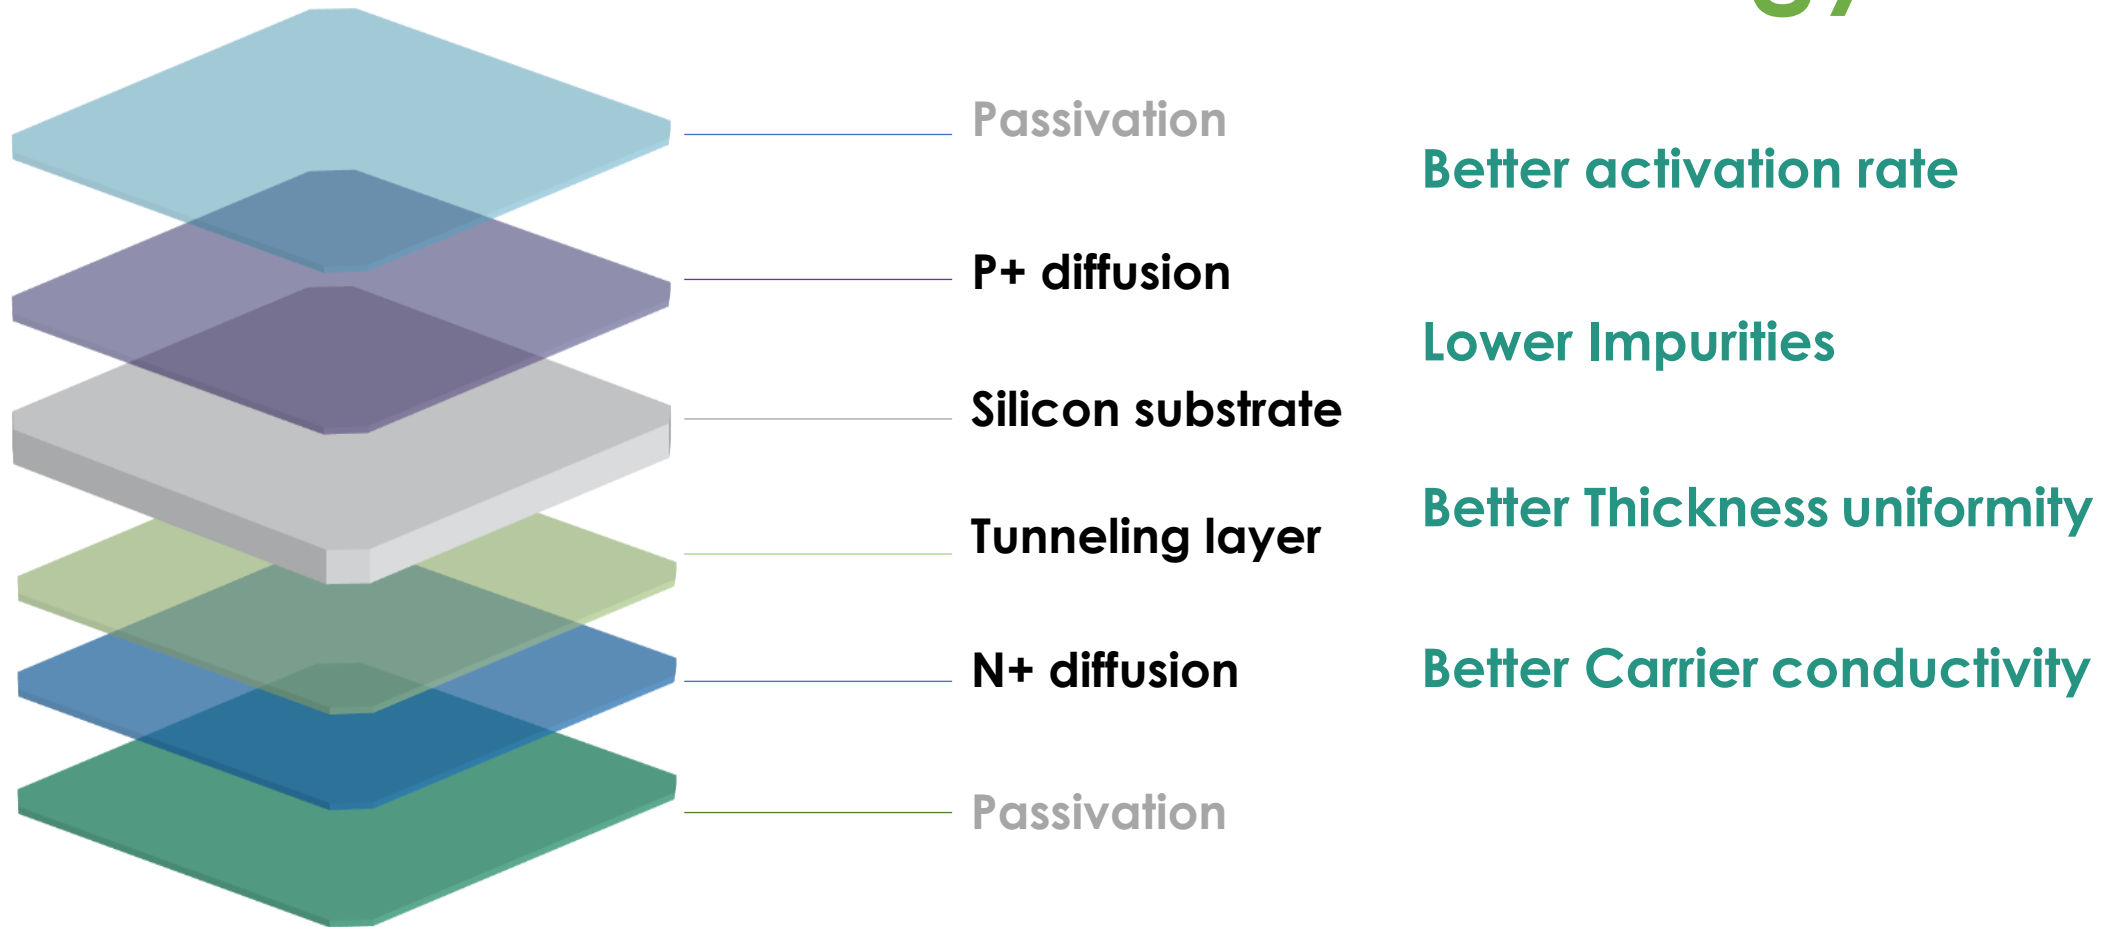 Passivation
Better activation rate
P+ diffusion
Lower Impurities
Silicon substrate
Better Thickness uniformity
Tunneling layer
N+ diffusion
Better Carrier conductivity
Passivation